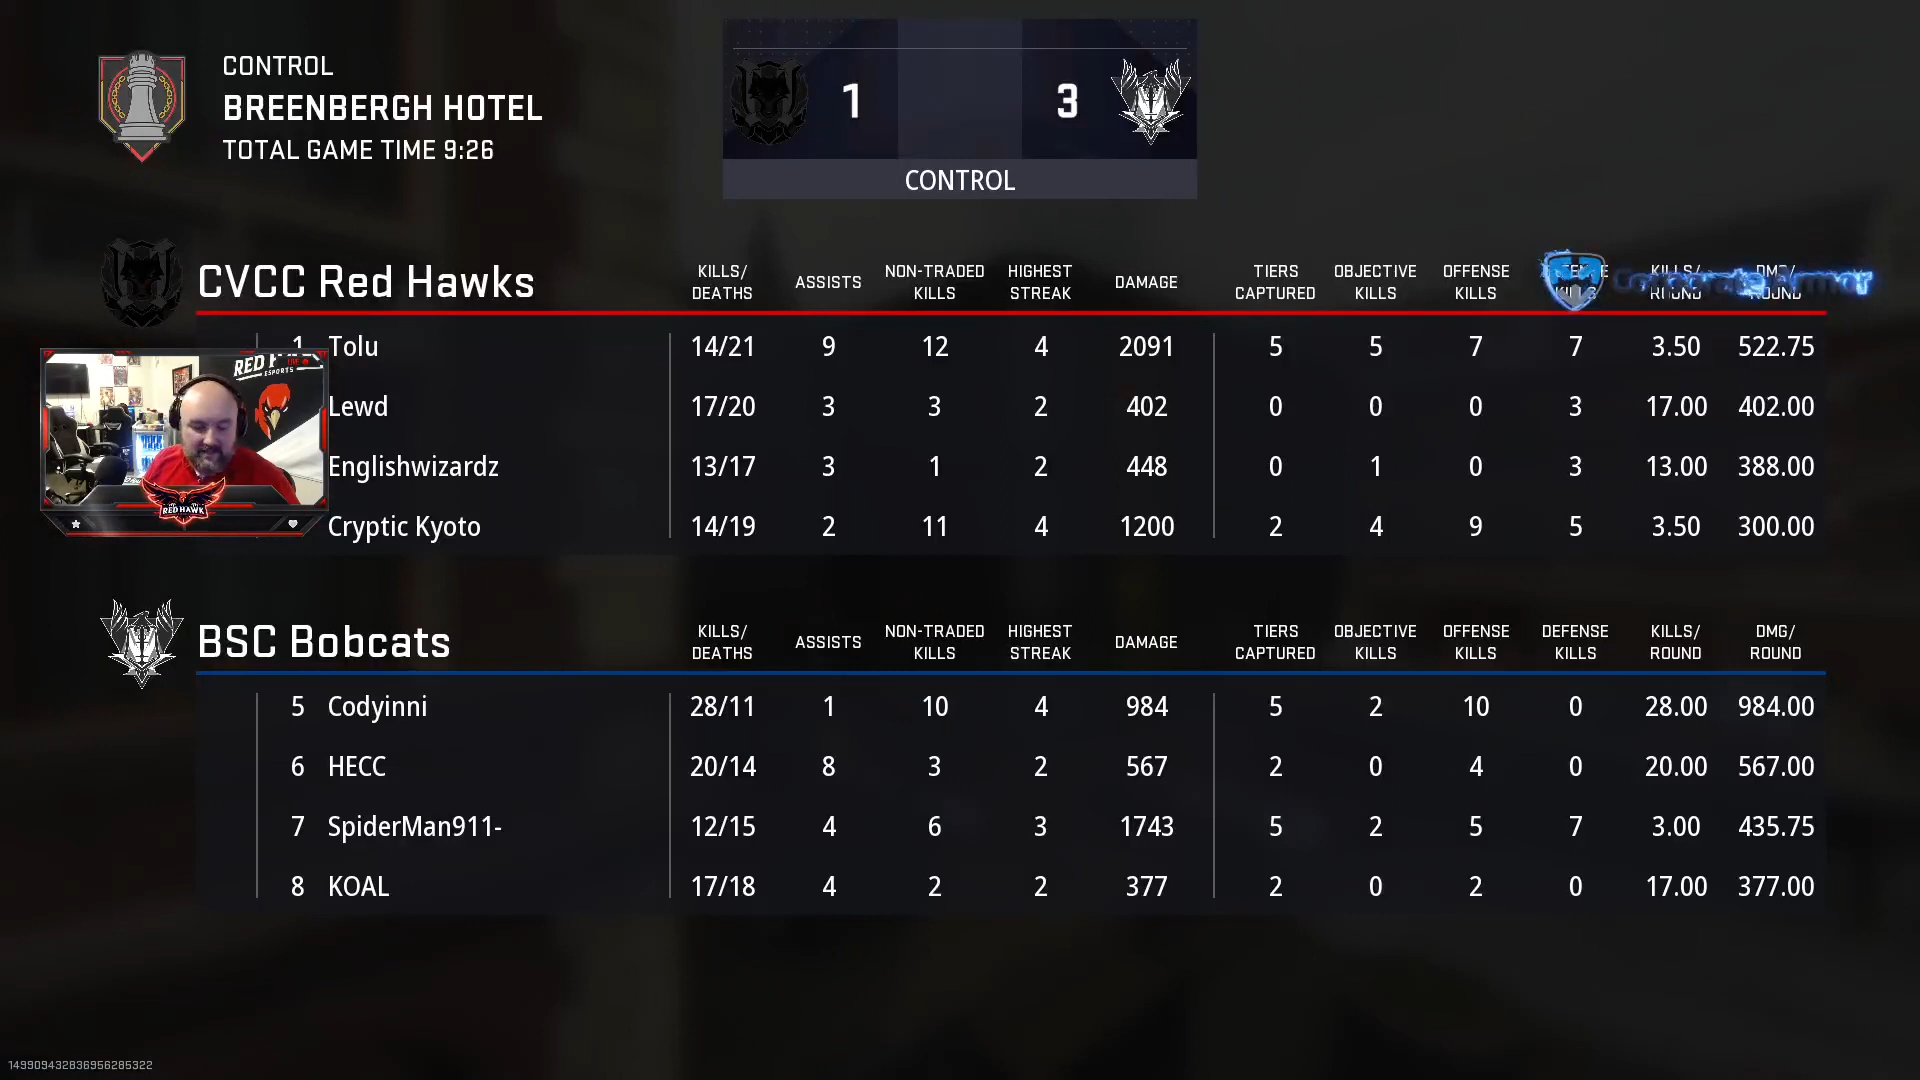 CONTROL
BREENBERGH HOTEL
TOTAL GAME TIME 9:26
1 3
CONTROL
CVCC Red Hawks
KILLS/ DEATHS ASSISTS NON-TRADED KILLS HIGHEST STREAK DAMAGE TIERS CAPTURED OBJECTIVE KILLS OFFENSE KILLS KILLS/ ROUND DMG/ ROUND
1 Tolu 14/21 9 12 4 2091 5 5 7 7 3.50 522.75
Lewd 17/20 3 3 2 402 0 0 0 3 17.00 402.00
Englishwizardz 13/17 3 1 2 448 0 1 0 3 13.00 388.00
Cryptic Kyoto 14/19 2 11 4 1200 2 4 9 5 3.50 300.00
RED
LIVE
ESPORTS
RED HAWK
BSC Bobcats
KILLS/ DEATHS ASSISTS NON-TRADED KILLS HIGHEST STREAK DAMAGE TIERS CAPTURED OBJECTIVE KILLS OFFENSE KILLS DEFENSE KILLS KILLS/ ROUND DMG/ ROUND
5 Codyinni 28/11 1 10 4 984 5 2 10 0 28.00 984.00
6 HECC 20/14 8 3 2 567 2 0 4 0 20.00 567.00
7 SpiderMan911- 12/15 4 6 3 1743 5 2 5 7 3.00 435.75
8 KOAL 17/18 4 2 2 377 2 0 2 0 17.00 377.00
149909432836956285322